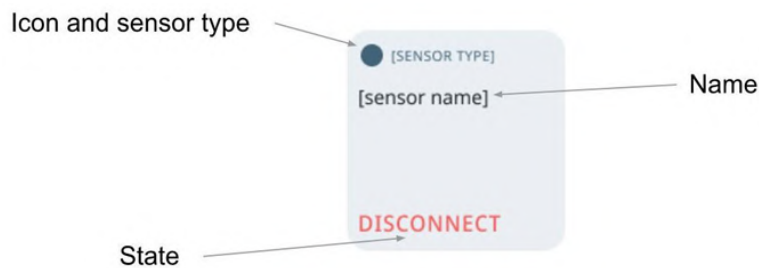 Icon and sensor type
[SENSOR TYPE]
[sensor name]
Name
DISCONNECT
State